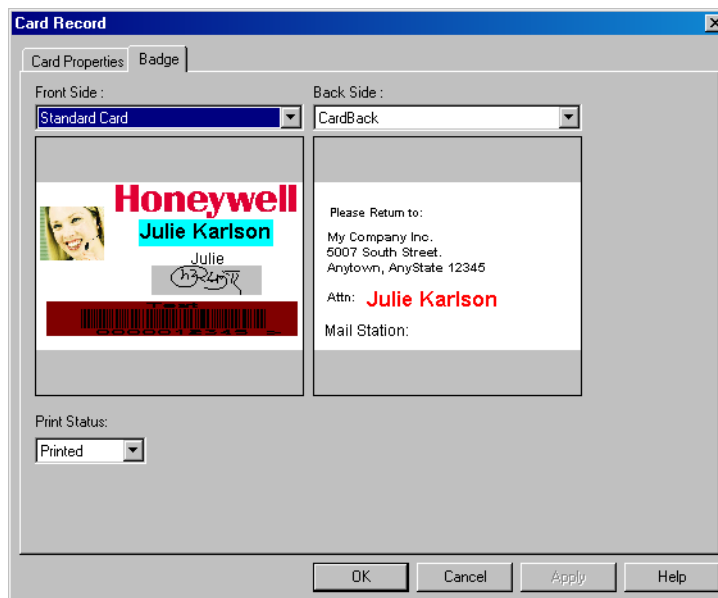 Card Record
Card Properties
Badge
Front Side :
Back Side :
Standard Card
CardBack
Honeywell
Julie Karlson
Julie
Test
Please Return to:
My Company Inc.
5007 South Street.
Anytown, AnyState 12345
Attn: Julie Karlson
Mail Station:
Print Status:
Printed
OK
Cancel
Apply
Help